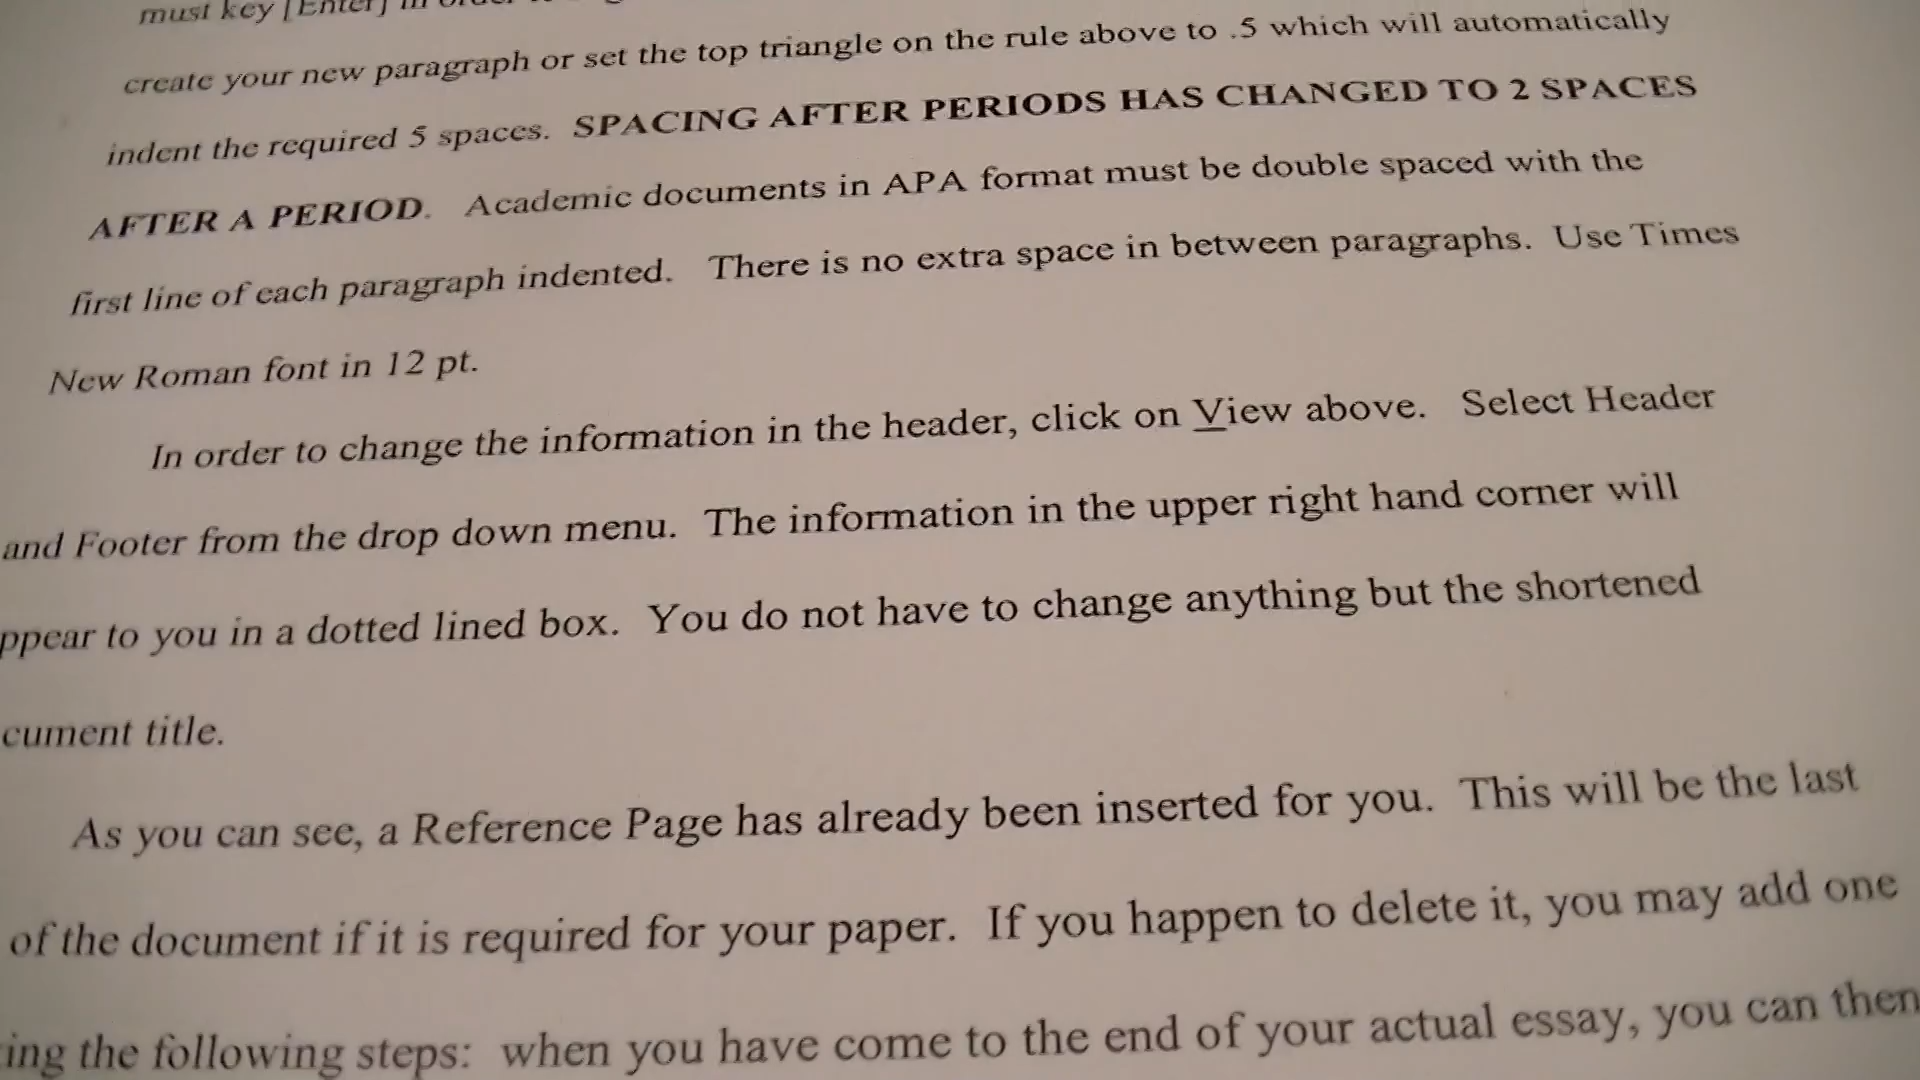 must key [Enter] in order to
create your new paragraph or set the top triangle on the rule above to .5 which will automatically
indent the required 5 spaces. SPACING AFTER PERIODS HAS CHANGED TO 2 SPACES
AFTER A PERIOD. Academic documents in APA format must be double spaced with the
first line of each paragraph indented. There is no extra space in between paragraphs. Use Times
New Roman font in 12 pt.
In order to change the information in the header, click on View above. Select Header
and Footer from the drop down menu. The information in the upper right hand corner will
ppear to you in a dotted lined box. You do not have to change anything but the shortened
cument title.
As you can see, a Reference Page has already been inserted for you. This will be the last
of the document if it is required for your paper. If you happen to delete it, you may add one
ing the following steps: when you have come to the end of your actual essay, you can then